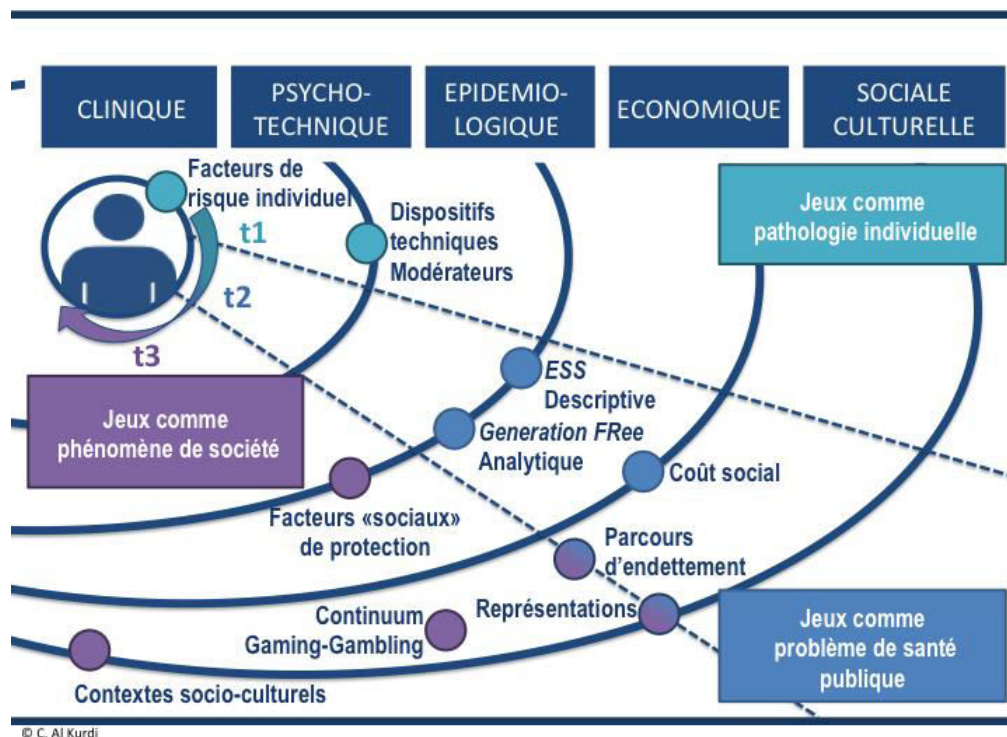 CLINIQUE
PSYCHO-
TECHNIQUE
EPIDEMIO-
LOGIQUE
ECONOMIQUE
SOCIALE
CULTURELLE
Facteurs de
risque individuel
t1
t2
t3
Dispositifs
techniques
Modérateurs
Jeux comme
pathologie individuelle
Jeux comme
phénomène de société
ESS
Descriptive
Generation FRee
Analytique
Coût social
Facteurs «sociaux»
de protection
Parcours
d'endettement
Représentations
Continuum
Gaming-Gambling
Contextes socio-culturels
Jeux comme
problème de santé
publique
© C. Al Kurdi